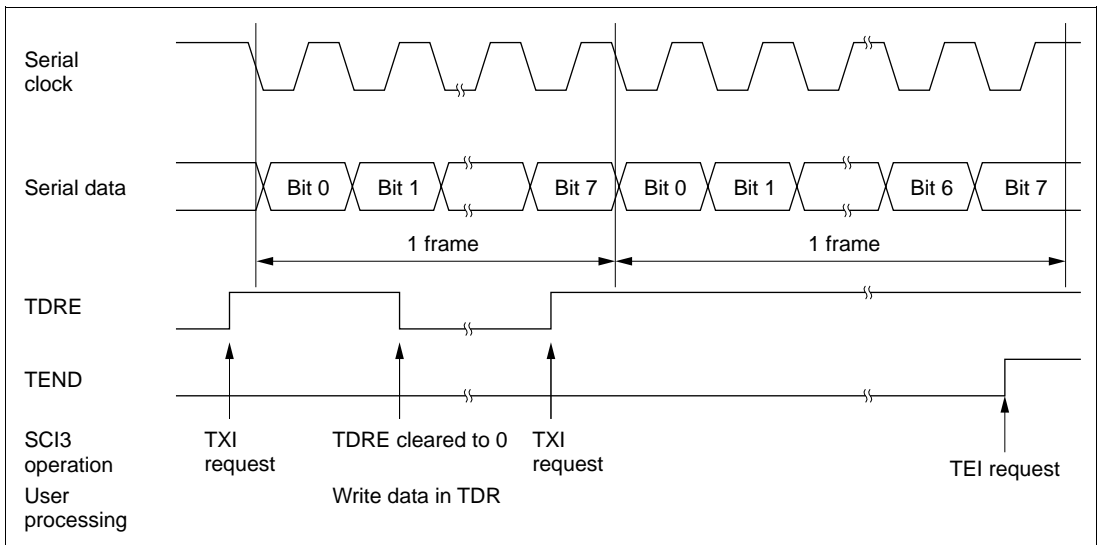 Serial
clock
Serial data
Bit 0 Bit 1 Bit 7 Bit 0 Bit 1 Bit 6 Bit 7
1 frame 1 frame
TDRE
TEND
SCI3
operation
TXI
request
TDRE cleared to 0
TXI
request
TEI request
User
processing
Write data in TDR